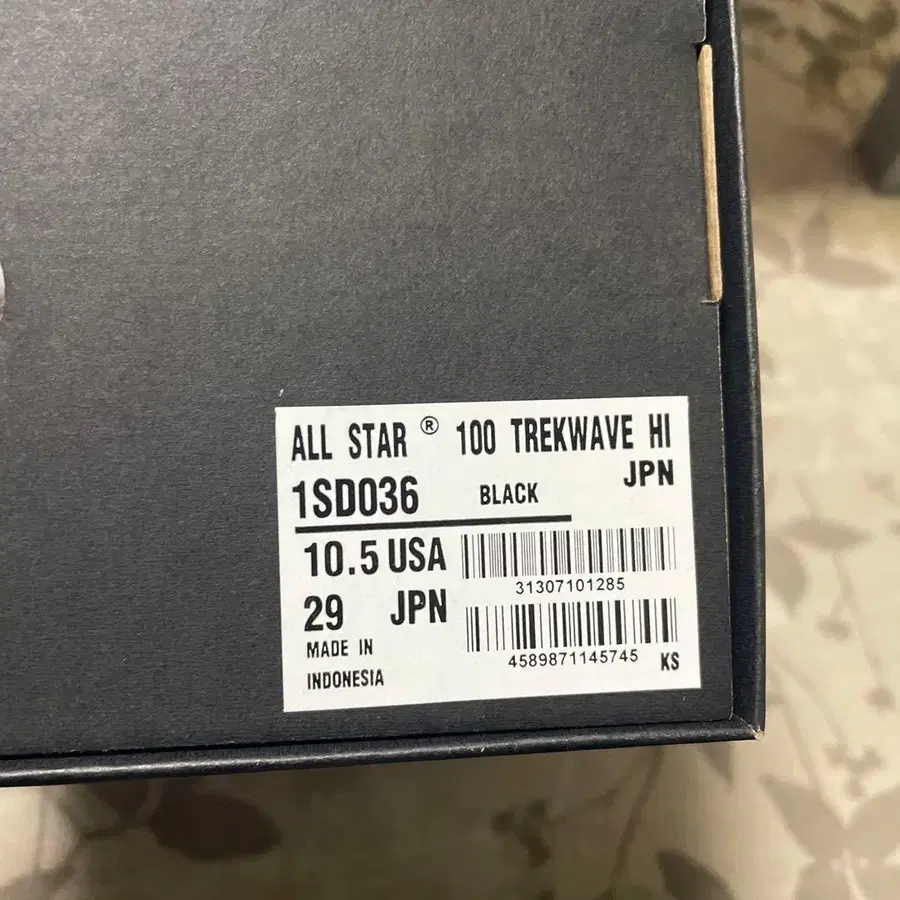 ALL STAR ® 100 TREKWAVE HI
JPN
1SD036 BLACK
10.5 USA
31307101285
29 JPN
4589871145745 KS
MADE IN
INDONESIA